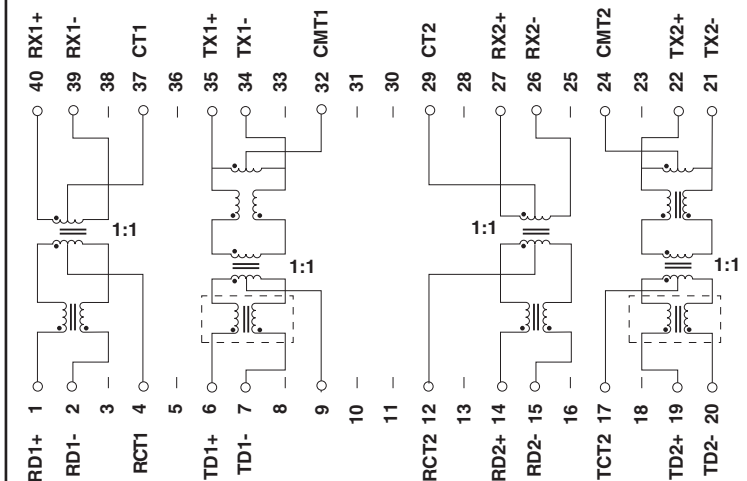 RX1+ RX1- CT1 TX1+ TX1- CMT1 CT2 RX2+ RX2- CMT2 TX2+ TX2-
40 39 38 37 36 35 34 33 32 31 30 29 28 27 26 25 24 23 22 21
1:1
1:1
1:1
1:1
1 2 3 4 5 6 7 8 9 10 11 12 13 14 15 16 17 18 19 20
RD1+ RD1- RCT1 TD1+ TD1- RCT2 RD2+ RD2- TCT2 TD2+ TD2-